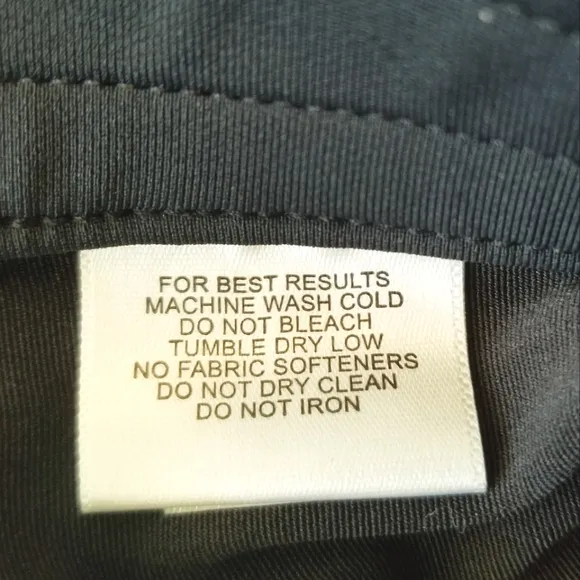 FOR BEST RESULTS
MACHINE WASH COLD
DO NOT BLEACH
TUMBLE DRY LOW
NO FABRIC SOFTENERS
DO NOT DRY CLEAN
DO NOT IRON